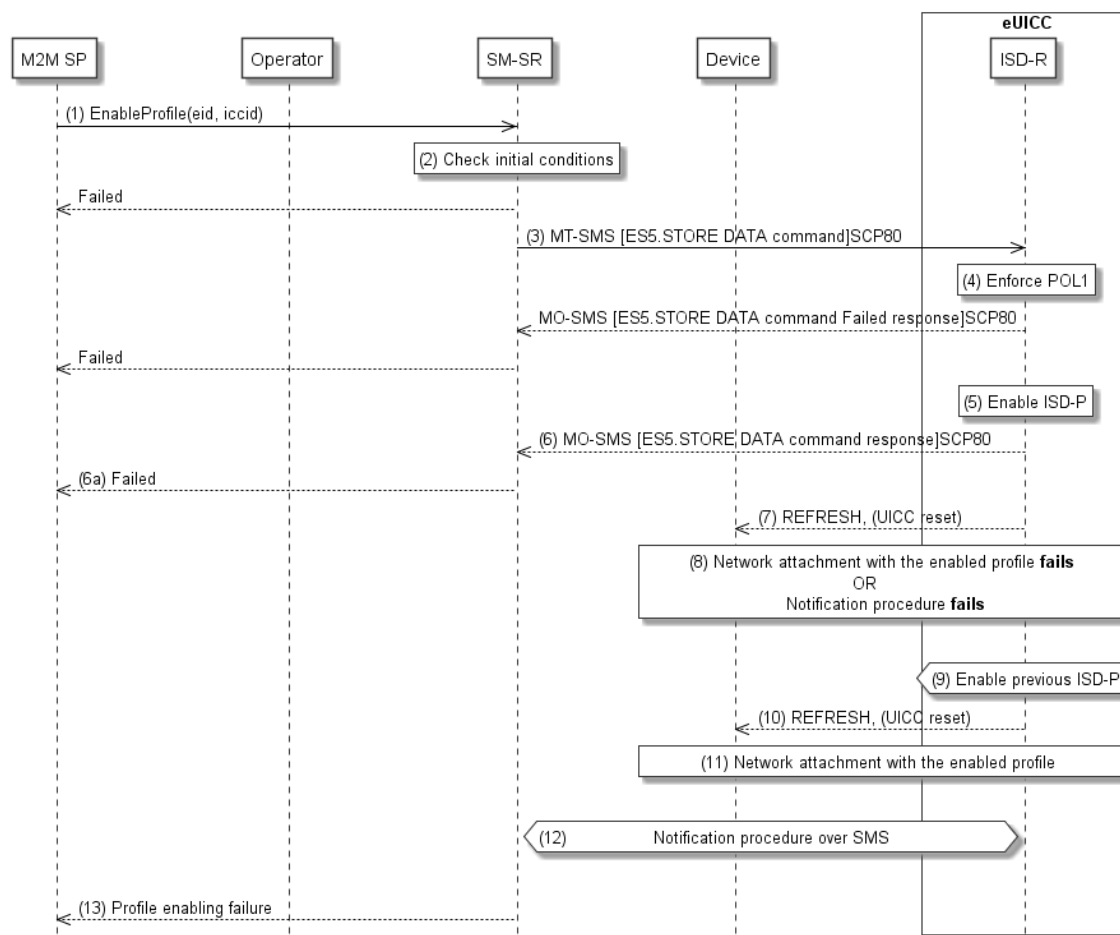 eUICC
M2M SP
Operator
SM-SR
Device
ISD-R
(1) EnableProfile(eid, iccid)
(2) Check initial conditions
Failed
(3) MT-SMS [ES5.STORE DATA command]SCP80
(4) Enforce POL1
MO-SMS [ES5.STORE DATA command Failed response]SCP80
Failed
(5) Enable ISD-P
(6) MO-SMS [ES5.STORE DATA command response]SCP80
(6a) Failed
(7) REFRESH, (UICC reset)
(8) Network attachment with the enabled profile fails
OR
Notification procedure fails
(9) Enable previous ISD-P
(10) REFRESH, (UICC reset)
(11) Network attachment with the enabled profile
(12) Notification procedure over SMS
(13) Profile enabling failure